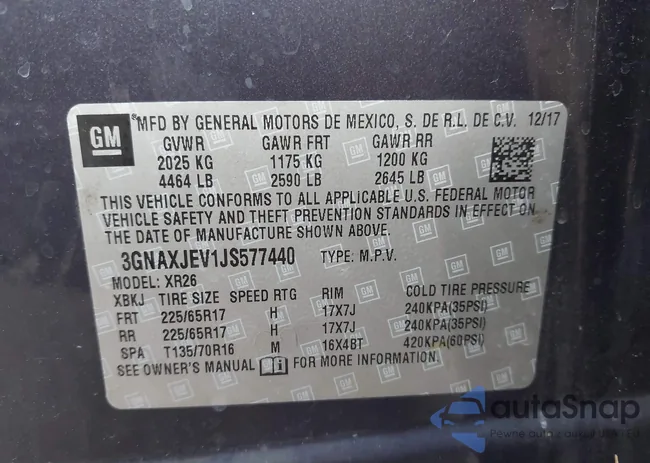 GM
®MFD BY GENERAL MOTORS DE MEXICO, S. DE R.L. DE C.V. 12/17
GVWR GAWR FRT GAWR RR
2025 KG 1175 KG 1200 KG
4464 LB 2590 LB 2645 LB
THIS VEHICLE CONFORMS TO ALL APPLICABLE U.S. FEDERAL MOTOR
VEHICLE SAFETY AND THEFT PREVENTION STANDARDS IN EFFECT ON
THE DATE OF MANUFACTURE SHOWN ABOVE.
3GNAXJEV1JS577440 TYPE: M.P.V.
MODEL: XR26
XBKJ TIRE SIZE SPEED RTG RIM COLD TIRE PRESSURE
FRT 225/65R17 H 17X7J 240KPA(35PSI)
RR 225/65R17 H 17X7J 240KPA(35PSI)
SPA T135/70R16 M 16X4BT 420KPA(60PSI)
SEE OWNER'S MANUAL FOR MORE INFORMATION.
autaSnap
Pewne auto z aukcji w